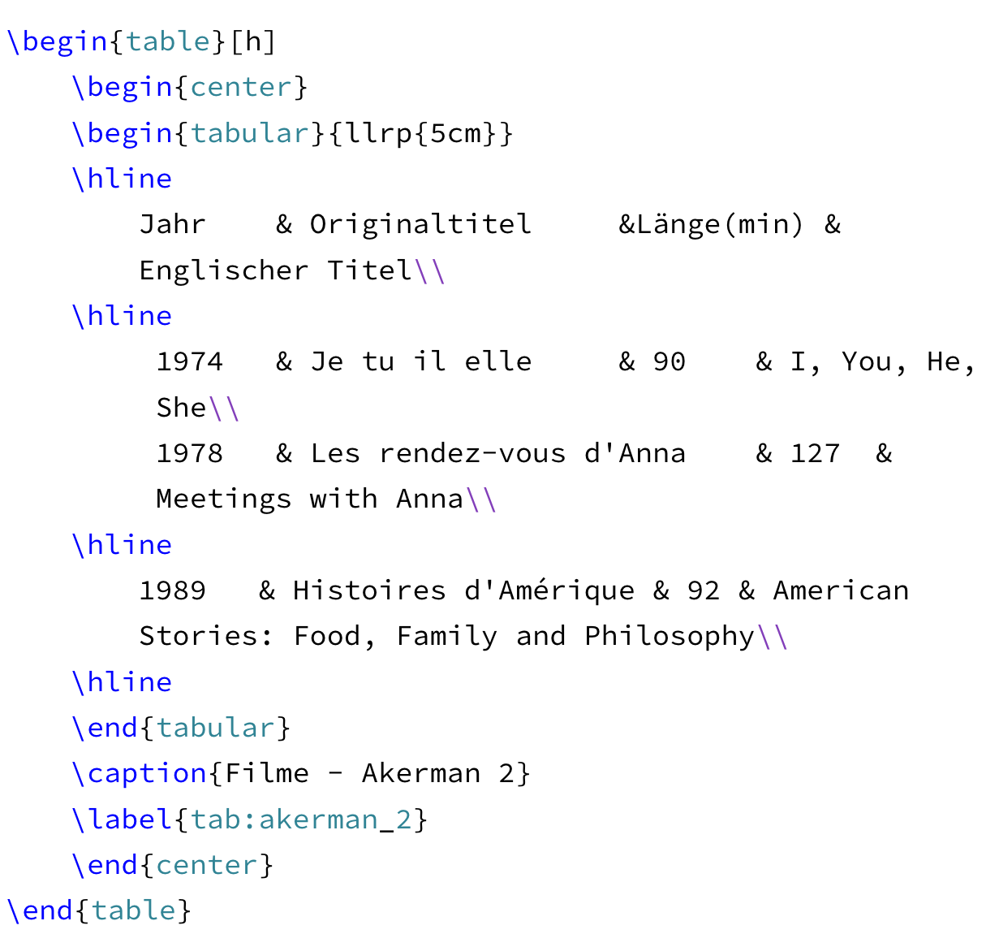 \begin{table}[h]
    \begin{center}
    \begin{tabular}{llrp{5cm}}
    \hline
        Jahr    & Originaltitel     &Länge(min) &
        Englischer Titel\\
    \hline
         1974   & Je tu il elle     & 90    & I, You, He,
         She\\
         1978   & Les rendez-vous d'Anna    & 127  &
         Meetings with Anna\\
    \hline
        1989   & Histoires d'Amérique & 92 & American
        Stories: Food, Family and Philosophy\\
    \hline
    \end{tabular}
    \caption{Filme - Akerman 2}
    \label{tab:akerman_2}
    \end{center}
\end{table}